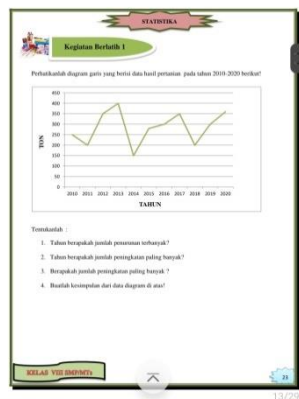 STATISTIKA
Kegiatan Berlatih 1
Perhatikanlah diagram garis yang berisi data hasil pertanian pada tahun 2010-2020 berikut!
450
400
350
300
250
200
150
100
50
0
TON
2010 2011 2012 2013 2014 2015 2016 2017 2018 2019 2020
TAHUN
Tentukanlah :
1. Tahun berapakah jumlah penurunan terbanyak?
2. Tahun berapakah jumlah peningkatan paling banyak?
3. Berapakah jumlah peningkatan paling banyak ?
4. Buatlah kesimpulan dari data diagram di atas!
KELAS VIII SMP/MTs
23
13/29